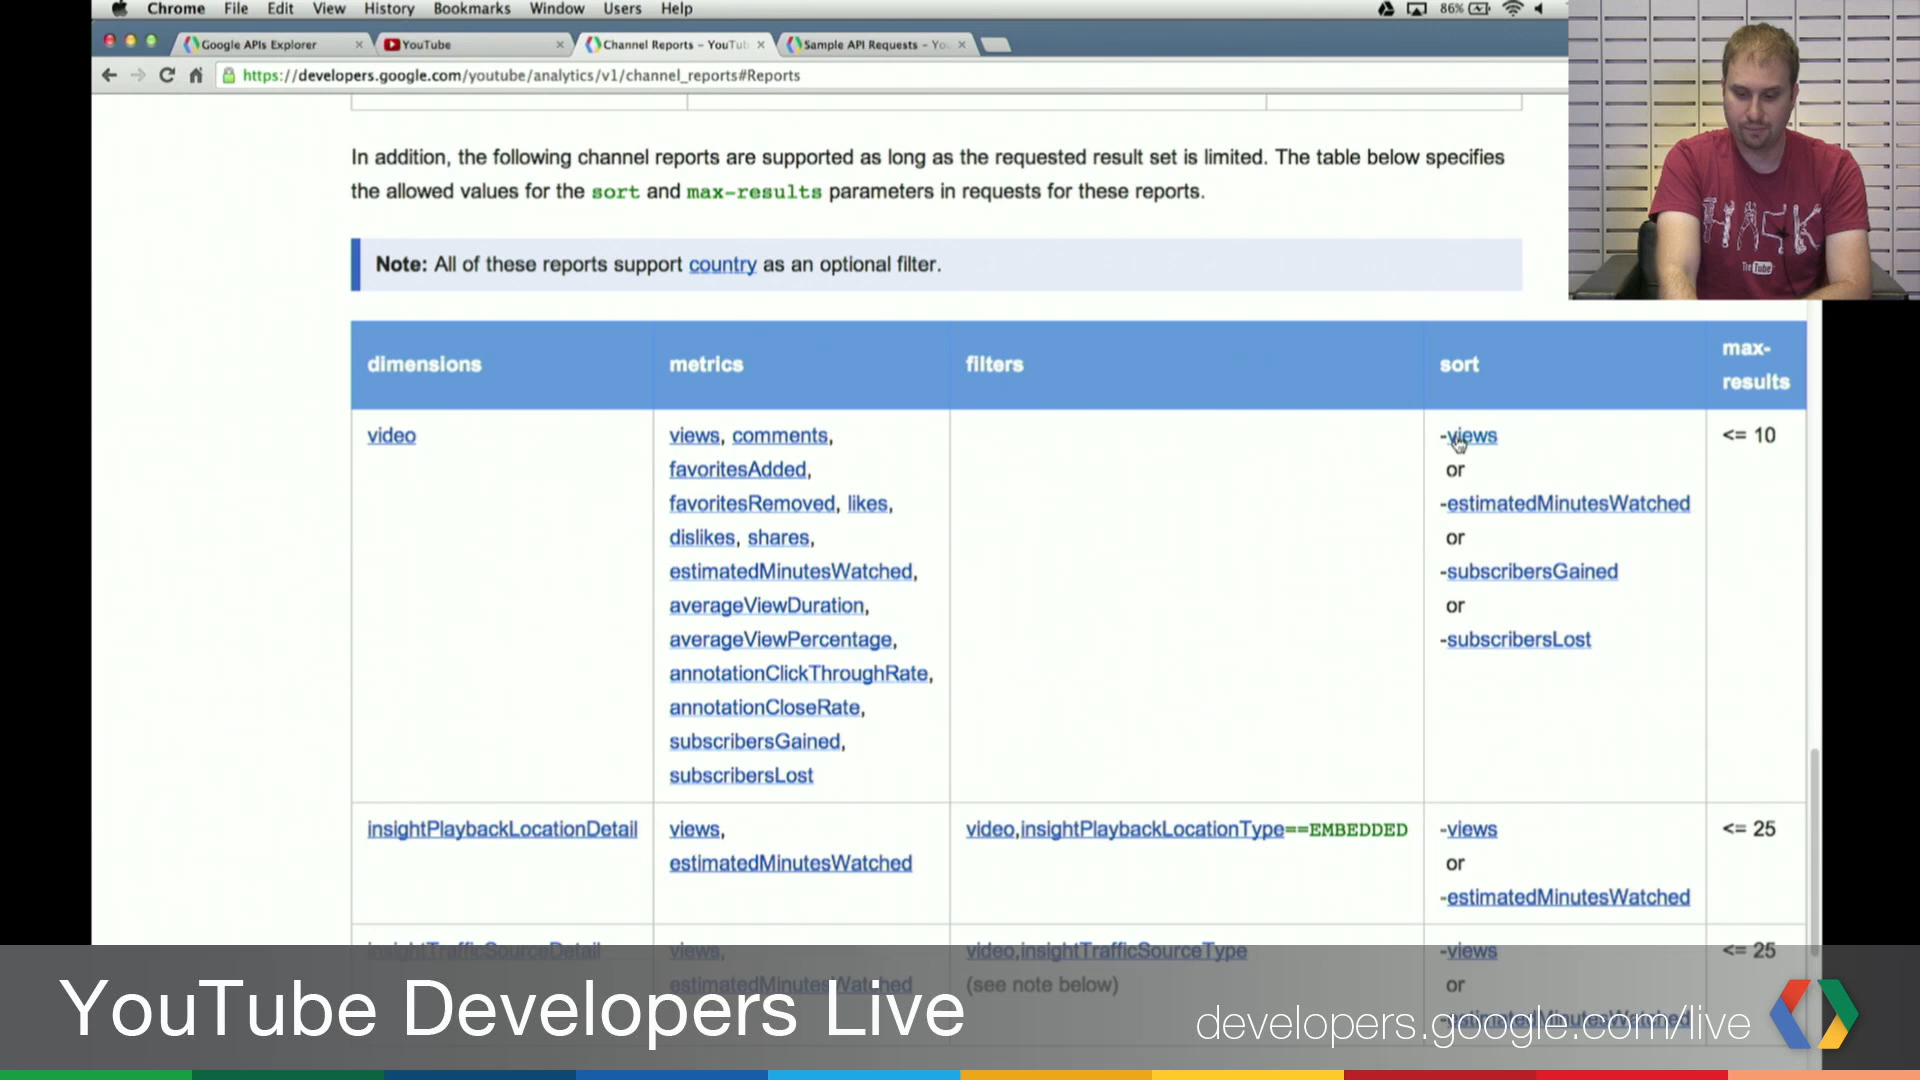 Chrome File Edit View History Bookmarks Window Users Help 86%
Google APIs Explorer YouTube Channel Reports – YouTub Sample API Requests – Yo
https://developers.google.com/youtube/analytics/v1/channel_reports#Reports
In addition, the following channel reports are supported as long as the requested result set is limited. The table below specifies
the allowed values for the sort and max-results parameters in requests for these reports.
Note: All of these reports support country as an optional filter.
dimensions metrics filters sort max-
results
video views, comments, -views <= 10
favoritesAdded, or
favoritesRemoved, likes, -estimatedMinutesWatched
dislikes, shares, or
estimatedMinutesWatched, -subscribersGained
averageViewDuration, or
averageViewPercentage, -subscribersLost
annotationClickThroughRate,
annotationCloseRate,
subscribersGained,
subscribersLost
insightPlaybackLocationDetail views, video,insightPlaybackLocationType==EMBEDDED -views <= 25
estimatedMinutesWatched or
-estimatedMinutesWatched
insightTrafficSourceDetail views, video,insightTrafficSourceType -views <= 25
estimatedMinutesWatched (see note below) or
-estimatedMinutesWatched
YouTube Developers Live
developers.google.com/live
HACK
YouTube